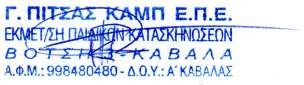 Γ. ΠΙΤΣΑΣ ΚΑΜΠ Ε.Π.Ε.
ΕΚΜΕΤ/ΣΗ ΠΑΙΔΙΚΩΝ ΚΑΤΑΣΚΗΝΩΣΕΩΝ
ΒΟΤΣΗ - ΚΑΒΑΛΑ
Α.Φ.Μ.: 998480480 - Δ.Ο.Υ.: Α΄ ΚΑΒΑΛΑΣ